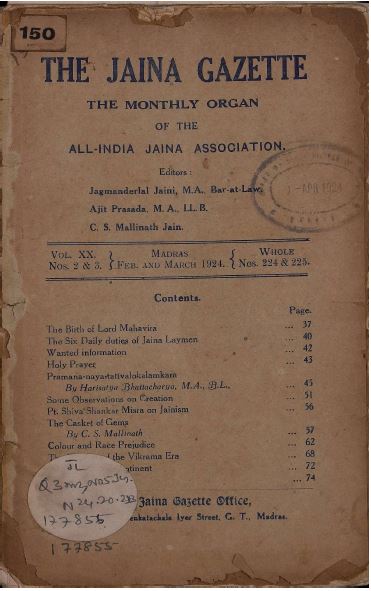 150
THE JAINA GAZETTE
THE MONTHLY ORGAN
OF THE
ALL-INDIA JAINA ASSOCIATION.
Editors :
Jagmanderlal Jaini, M.A., Bar-at-Law.
Ajit Prasada, M. A., LL.B.
C. S. Mallinath Jain.
VOL. XX. NOS. 2 & 3. } MADRAS FEB. AND MARCH 1924. { WHOLE NOS. 224 & 225.
Contents.
Page.
The Birth of Lord Mahavira ... 37
The Six Daily duties of Jaina Laymen ... 40
Wanted information ... 42
Holy Prayer ... 43
Pramana-nayatattvalokalamkara
By Harisatya Bhattacharya, M.A., B.L., ... 45
Some Observations on Creation ... 51
Pt. Shiva Shankar Misra on Jainism ... 56
The Casket of Gems
By C. S. Mallinath ... 57
Colour and Race Prejudice ... 62
the Vikrama Era ... 68
... 72
... 74
Jaina Gazette Office,
Iyer Street, G. T., Madras.
177855
177855